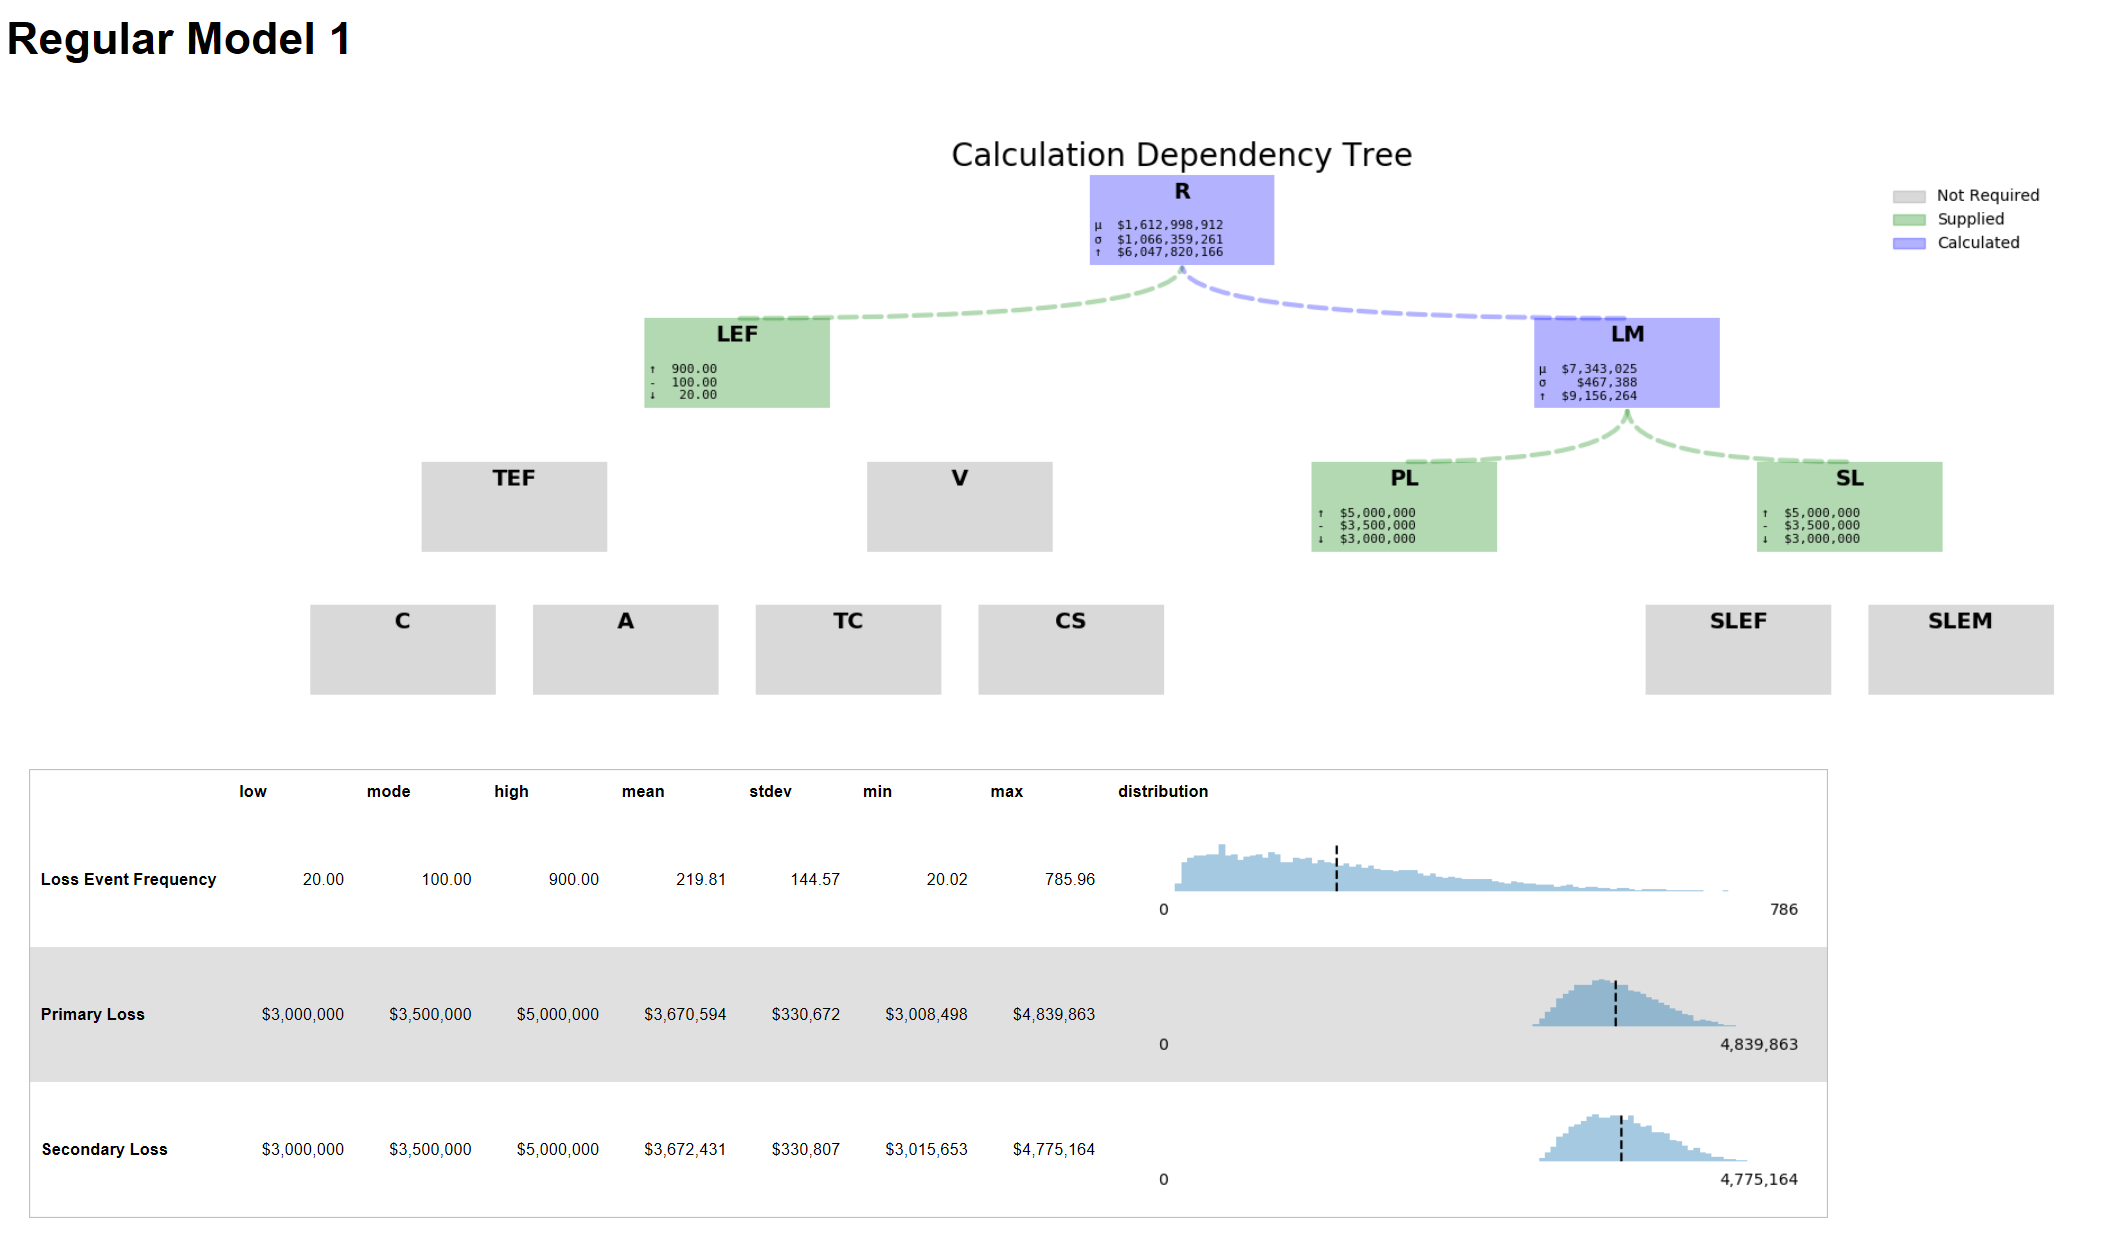 Regular Model 1
Calculation Dependency Tree
R
μ $1,612,998,912
σ $1,066,359,261
↑ $6,047,820,166
Not Required
Supplied
Calculated
LEF
↑ 900.00
- 100.00
↓ 20.00
LM
μ $7,343,025
σ $467,388
↑ $9,156,264
TEF
V
PL
↑ $5,000,000
- $3,500,000
↓ $3,000,000
SL
↑ $5,000,000
- $3,500,000
↓ $3,000,000
C
A
TC
CS
SLEF
SLEM
low mode high mean stdev min max distribution
Loss Event Frequency 20.00 100.00 900.00 219.81 144.57 20.02 785.96
0 786
Primary Loss $3,000,000 $3,500,000 $5,000,000 $3,670,594 $330,672 $3,008,498 $4,839,863
0 4,839,863
Secondary Loss $3,000,000 $3,500,000 $5,000,000 $3,672,431 $330,807 $3,015,653 $4,775,164
0 4,775,164